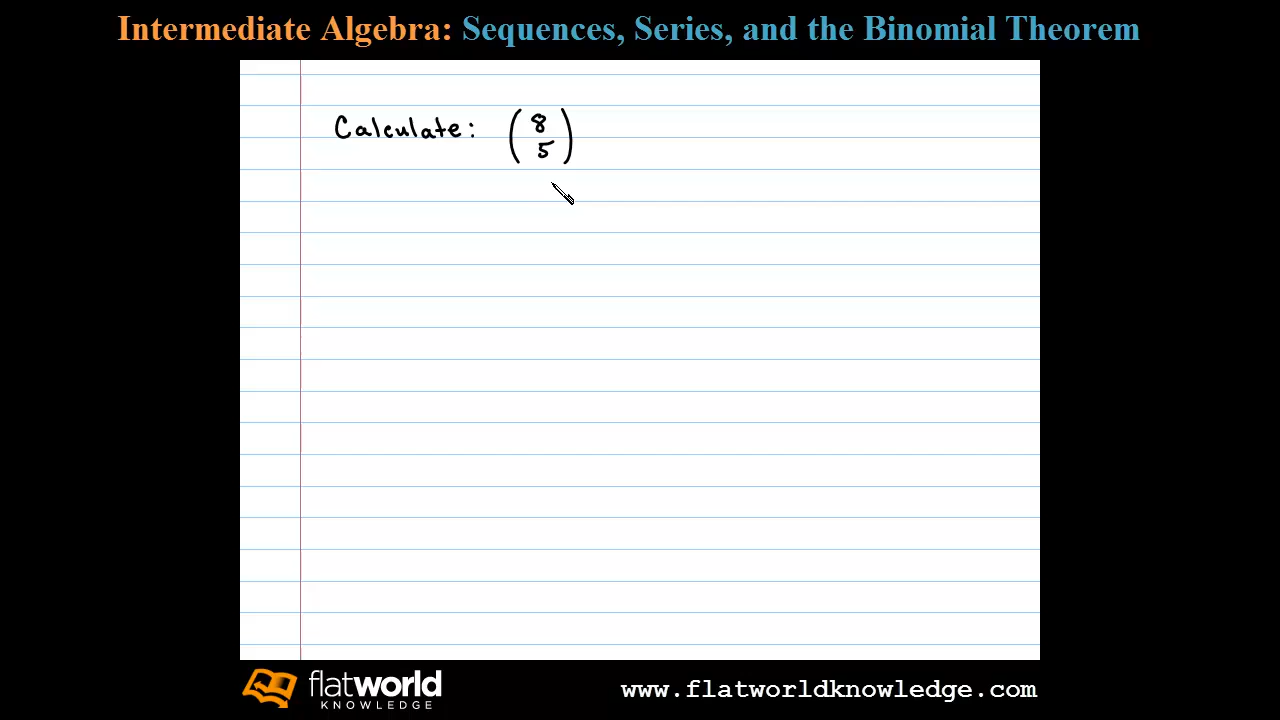 Intermediate Algebra: Sequences, Series, and the Binomial Theorem
Calculate: (8
5)
flatworld
KNOWLEDGE
www.flatworldknowledge.com